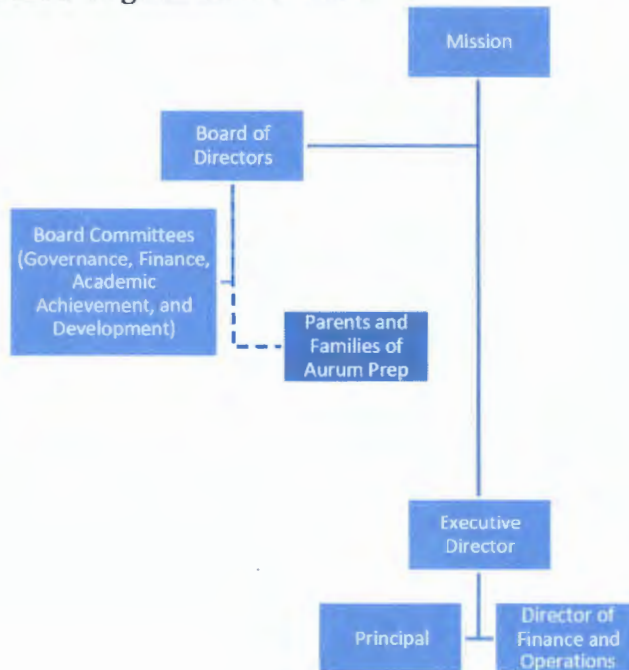 Mission
Board of
Directors
Board Committees
(Governance, Finance,
Academic
Achievement, and
Development)
Parents and
Families of
Aurum Prep
Executive
Director
Principal
Director of
Finance and
Operations